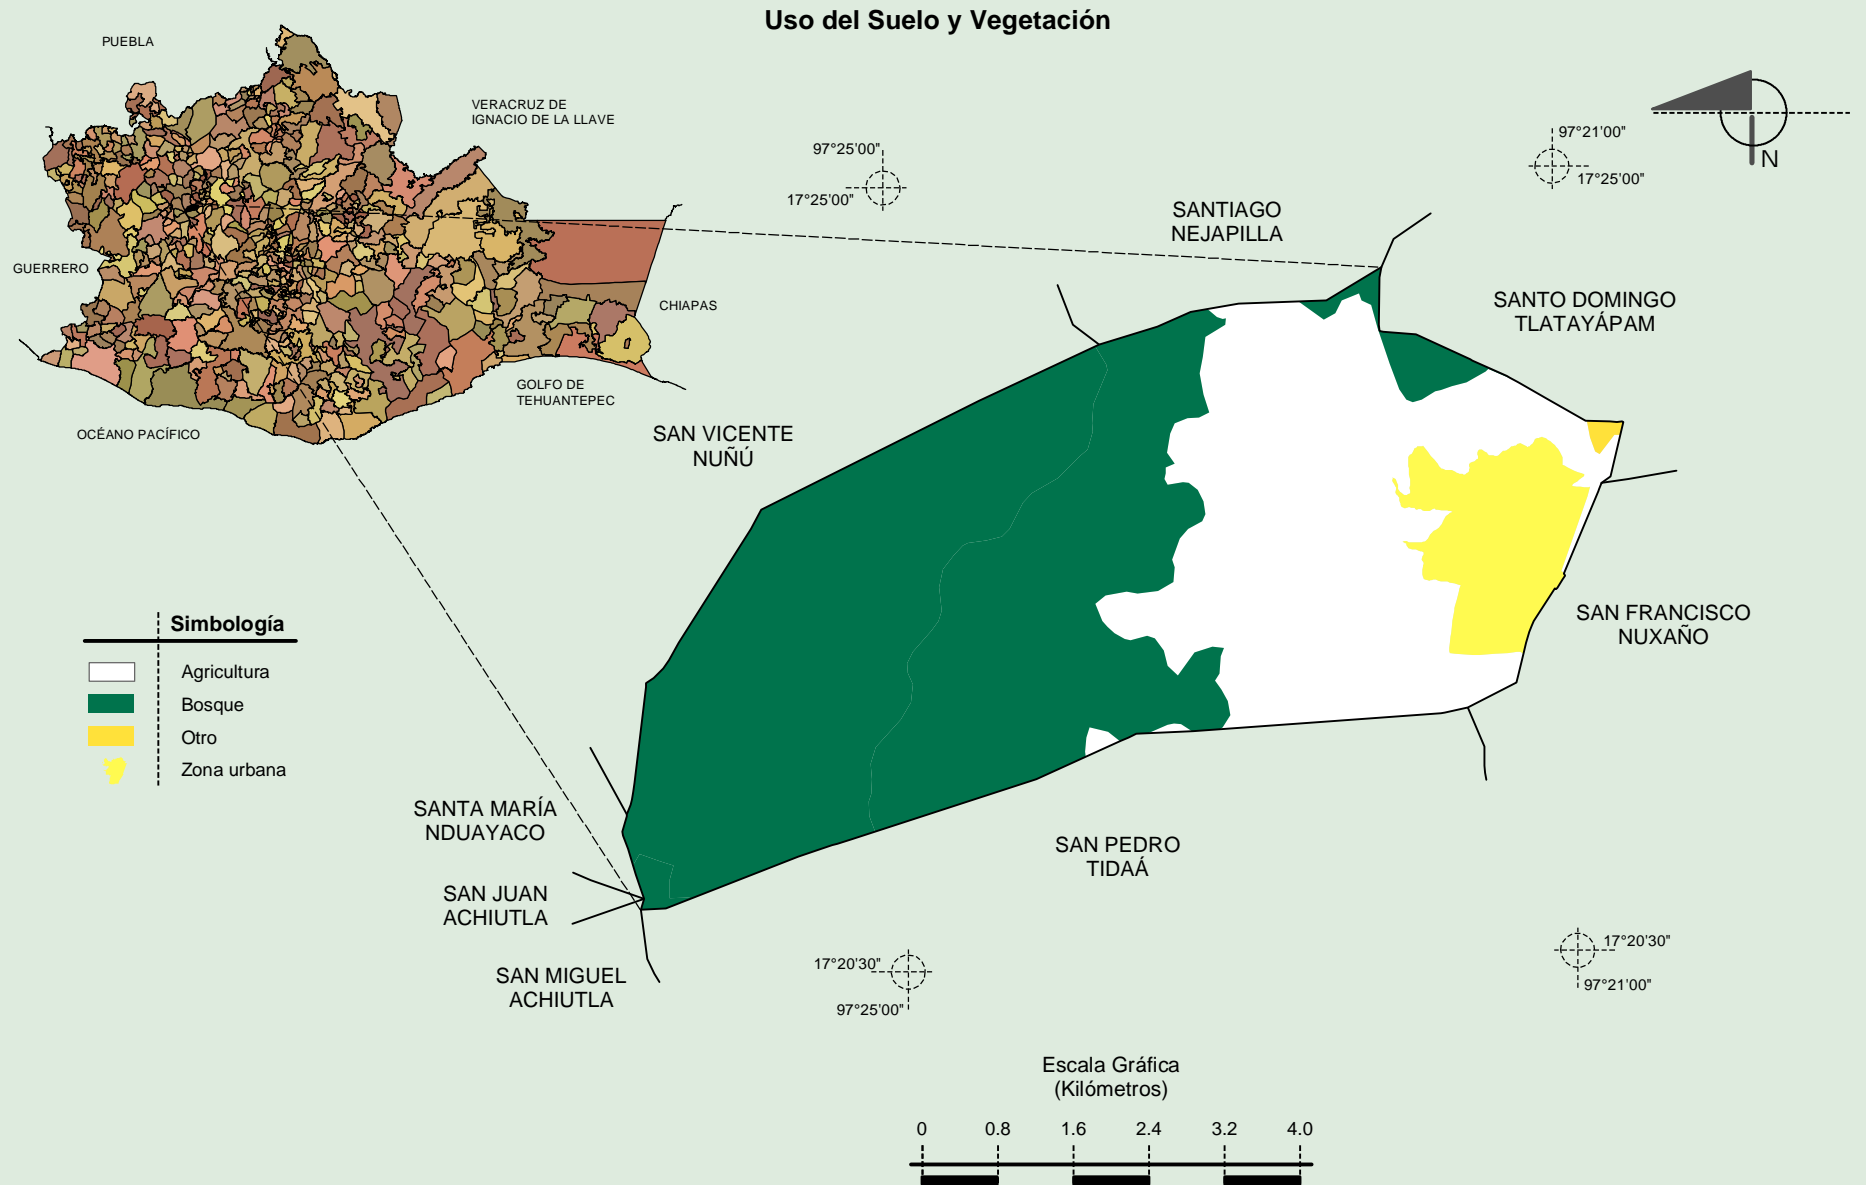 Uso del Suelo y Vegetación
PUEBLA
VERACRUZ DE
IGNACIO DE LA LLAVE
GUERRERO
CHIAPAS
GOLFO DE
TEHUANTEPEC
OCÉANO PACÍFICO
97°25'00"
17°25'00"
97°21'00"
17°25'00"
N
SANTIAGO
NEJAPILLA
SANTO DOMINGO
TLATAYÁPAM
SAN VICENTE
NUÑÚ
SAN FRANCISCO
NUXAÑO
Simbología
Agricultura
Bosque
Otro
Zona urbana
SANTA MARÍA
NDUAYACO
SAN PEDRO
TIDAÁ
SAN JUAN
ACHIUTLA
SAN MIGUEL
ACHIUTLA
17°20'30"
97°25'00"
17°20'30"
97°21'00"
Escala Gráfica
(Kilómetros)
0 0.8 1.6 2.4 3.2 4.0